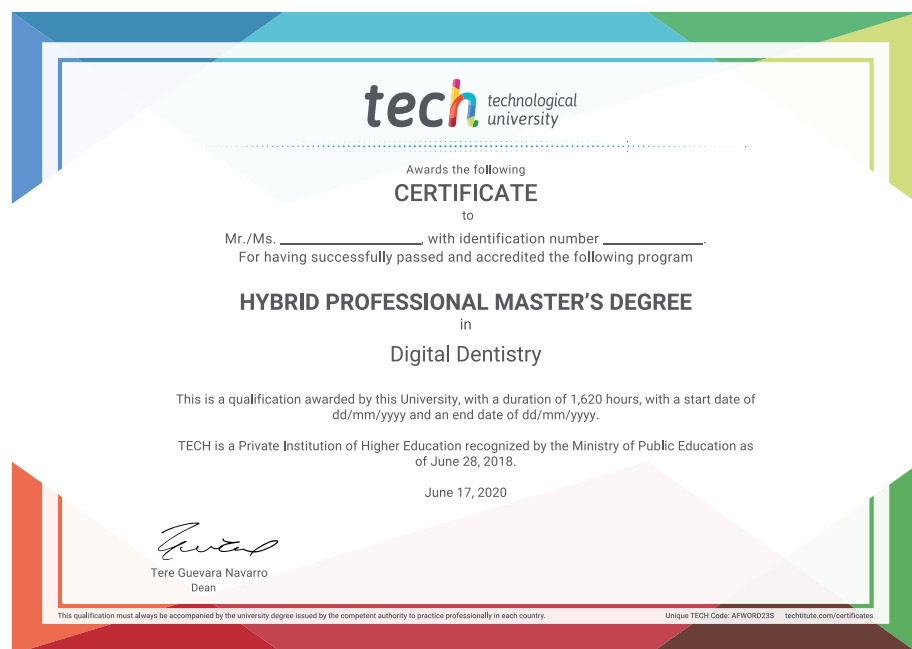 tech technological
university
Awards the following
CERTIFICATE
to
Mr./Ms. ____________________, with identification number ______________.
For having successfully passed and accredited the following program
HYBRID PROFESSIONAL MASTER'S DEGREE
in
Digital Dentistry
This is a qualification awarded by this University, with a duration of 1,620 hours, with a start date of
dd/mm/yyyy and an end date of dd/mm/yyyy.
TECH is a Private Institution of Higher Education recognized by the Ministry of Public Education as
of June 28, 2018.
June 17, 2020
Tere Guevara Navarro
Dean
This qualification must always be accompanied by the university degree issued by the competent authority to practice professionally in each country.
Unique TECH Code: AFWORD23S techtitute.com/certificates